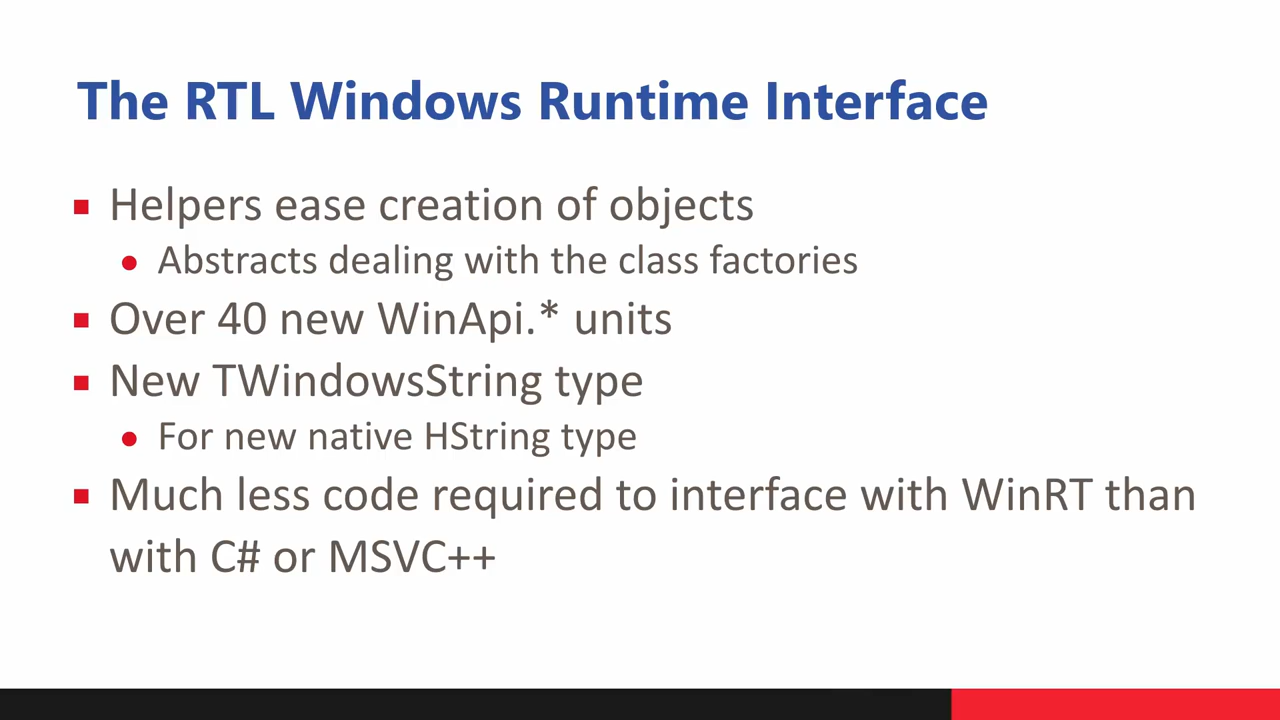 The RTL Windows Runtime Interface
Helpers ease creation of objects
Abstracts dealing with the class factories
Over 40 new WinApi.* units
New TWindowsString type
For new native HString type
Much less code required to interface with WinRT than
with C# or MSVC++